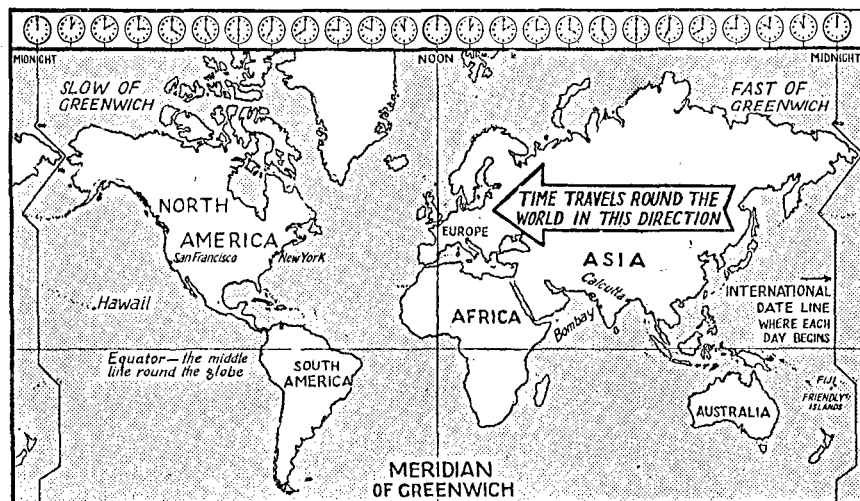 MIDNIGHT
NOON
MIDNIGHT
SLOW OF
GREENWICH
FAST OF
GREENWICH
TIME TRAVELS ROUND THE
WORLD IN THIS DIRECTION
NORTH
AMERICA
San Francisco
New York
EUROPE
ASIA
Calcutta
Bombay
Hawaii
AFRICA
INTERNATIONAL
DATE LINE
WHERE EACH
DAY BEGINS
Equator—the middle
line round the globe
SOUTH
AMERICA
FIJI
FRIENDLY
ISLANDS
AUSTRALIA
MERIDIAN
OF GREENWICH